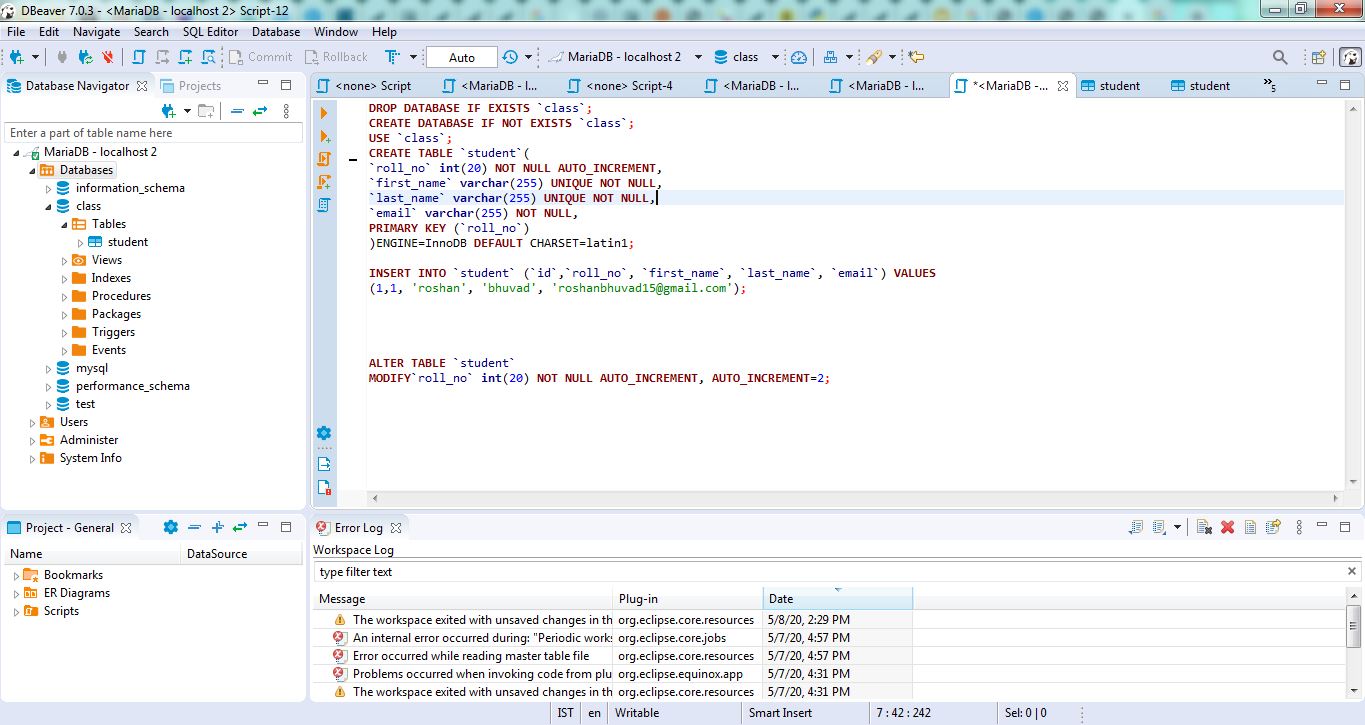 DBeaver 7.0.3 - <MariaDB - localhost 2> Script-12
File Edit Navigate Search SQL Editor Database Window Help
Commit Rollback Auto MariaDB - localhost 2 class
Database Navigator Projects
<none> Script <MariaDB - l... <none> Script-4 <MariaDB - l... <MariaDB - l... *<MariaDB -... student student »5
Enter a part of table name here
MariaDB - localhost 2
Databases
information_schema
class
Tables
student
Views
Indexes
Procedures
Packages
Triggers
Events
mysql
performance_schema
test
Users
Administer
System Info
DROP DATABASE IF EXISTS `class`;
CREATE DATABASE IF NOT EXISTS `class`;
USE `class`;
CREATE TABLE `student`(
`roll_no` int(20) NOT NULL AUTO_INCREMENT,
`first_name` varchar(255) UNIQUE NOT NULL,
`last_name` varchar(255) UNIQUE NOT NULL,
`email` varchar(255) NOT NULL,
PRIMARY KEY (`roll_no`)
)ENGINE=InnoDB DEFAULT CHARSET=latin1;
INSERT INTO `student` (`id`,`roll_no`, `first_name`, `last_name`, `email`) VALUES
(1,1, 'roshan', 'bhuvad', 'roshanbhuvad15@gmail.com');
ALTER TABLE `student`
MODIFY`roll_no` int(20) NOT NULL AUTO_INCREMENT, AUTO_INCREMENT=2;
Project - General
Name DataSource
Bookmarks
ER Diagrams
Scripts
Error Log
Workspace Log
type filter text
Message Plug-in Date
The workspace exited with unsaved changes in th org.eclipse.core.resources 5/8/20, 2:29 PM
An internal error occurred during: "Periodic works org.eclipse.core.jobs 5/7/20, 4:57 PM
Error occurred while reading master table file org.eclipse.core.resources 5/7/20, 4:57 PM
Problems occurred when invoking code from plu org.eclipse.equinox.app 5/7/20, 4:31 PM
The workspace exited with unsaved changes in th org.eclipse.core.resources 5/7/20, 4:31 PM
IST en Writable Smart Insert 7 : 42 : 242 Sel: 0 | 0